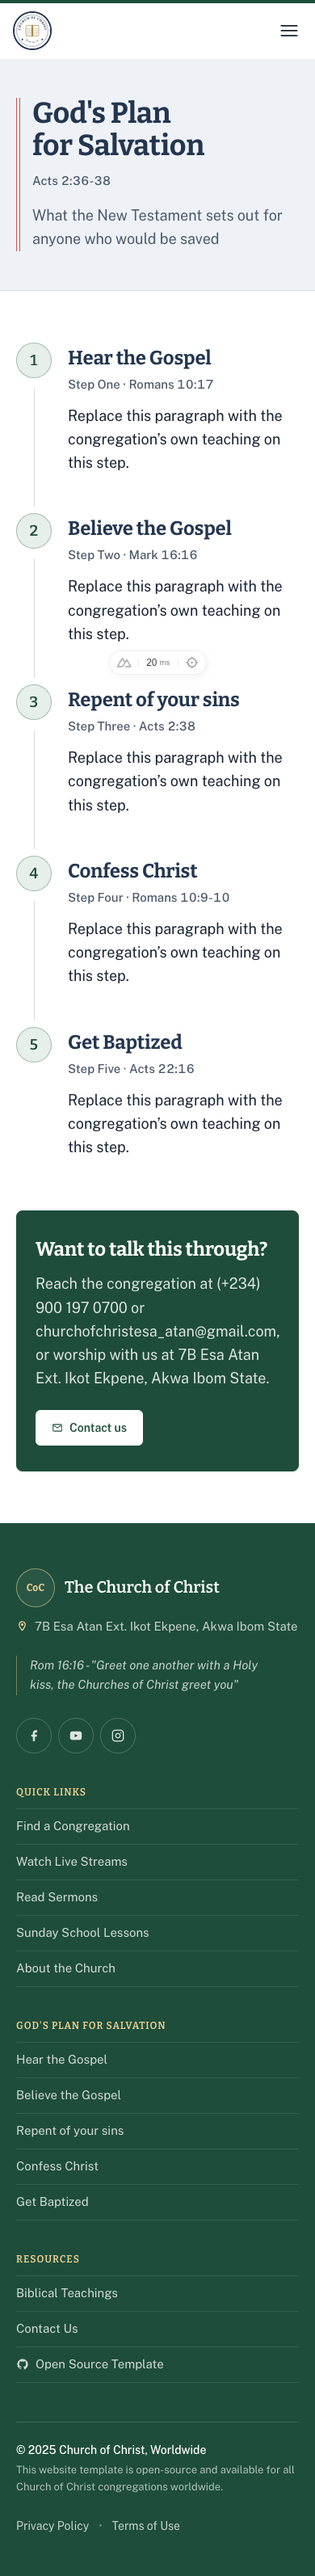 CHURCH OF CHRIST
God's Plan
for Salvation
Acts 2:36-38
What the New Testament sets out for
anyone who would be saved
1
Hear the Gospel
Step One · Romans 10:17
Replace this paragraph with the
congregation’s own teaching on
this step.
2
Believe the Gospel
Step Two · Mark 16:16
Replace this paragraph with the
congregation’s own teaching on
this step.
20 ms
3
Repent of your sins
Step Three · Acts 2:38
Replace this paragraph with the
congregation’s own teaching on
this step.
4
Confess Christ
Step Four · Romans 10:9-10
Replace this paragraph with the
congregation’s own teaching on
this step.
5
Get Baptized
Step Five · Acts 22:16
Replace this paragraph with the
congregation’s own teaching on
this step.
Want to talk this through?
Reach the congregation at (+234)
900 197 0700 or
churchofchristesa_atan@gmail.com,
or worship with us at 7B Esa Atan
Ext. Ikot Ekpene, Akwa Ibom State.
Contact us
CoC
The Church of Christ
7B Esa Atan Ext. Ikot Ekpene, Akwa Ibom State
Rom 16:16 - "Greet one another with a Holy
kiss, the Churches of Christ greet you"
QUICK LINKS
Find a Congregation
Watch Live Streams
Read Sermons
Sunday School Lessons
About the Church
GOD'S PLAN FOR SALVATION
Hear the Gospel
Believe the Gospel
Repent of your sins
Confess Christ
Get Baptized
RESOURCES
Biblical Teachings
Contact Us
Open Source Template
© 2025 Church of Christ, Worldwide
This website template is open-source and available for all
Church of Christ congregations worldwide.
Privacy Policy • Terms of Use